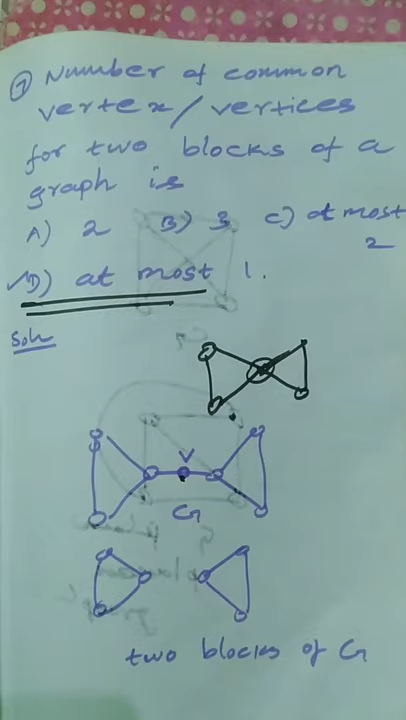 7) Number of common
vertex/vertices
for two blocks of a
graph is
A) 2 B) 3 C) at most 2
✓D) at most 1.
Soln
V
G
two blocks of G